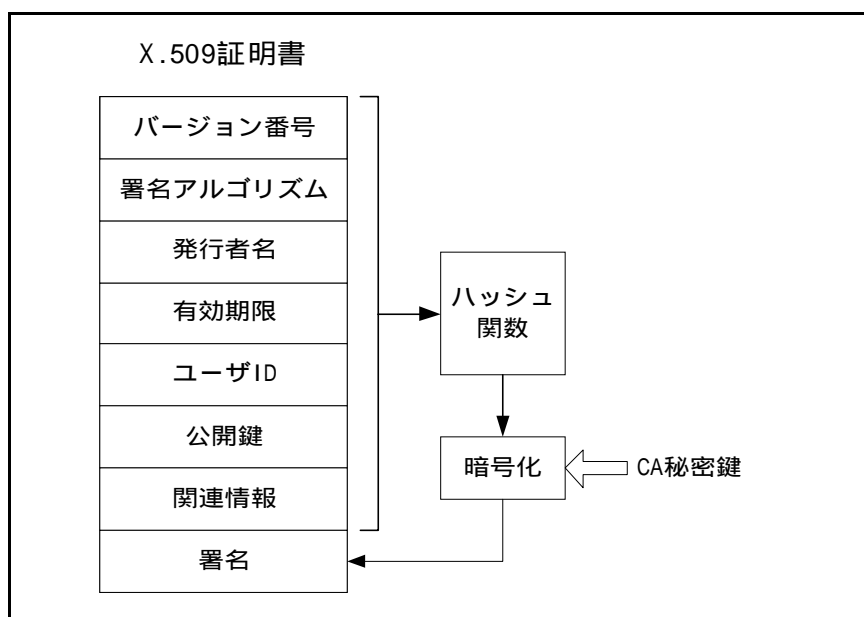 X.509証明書
バージョン番号
署名アルゴリズム
発行者名
有効期限
ユーザID
公開鍵
関連情報
署名
ハッシュ
関数
暗号化
CA秘密鍵